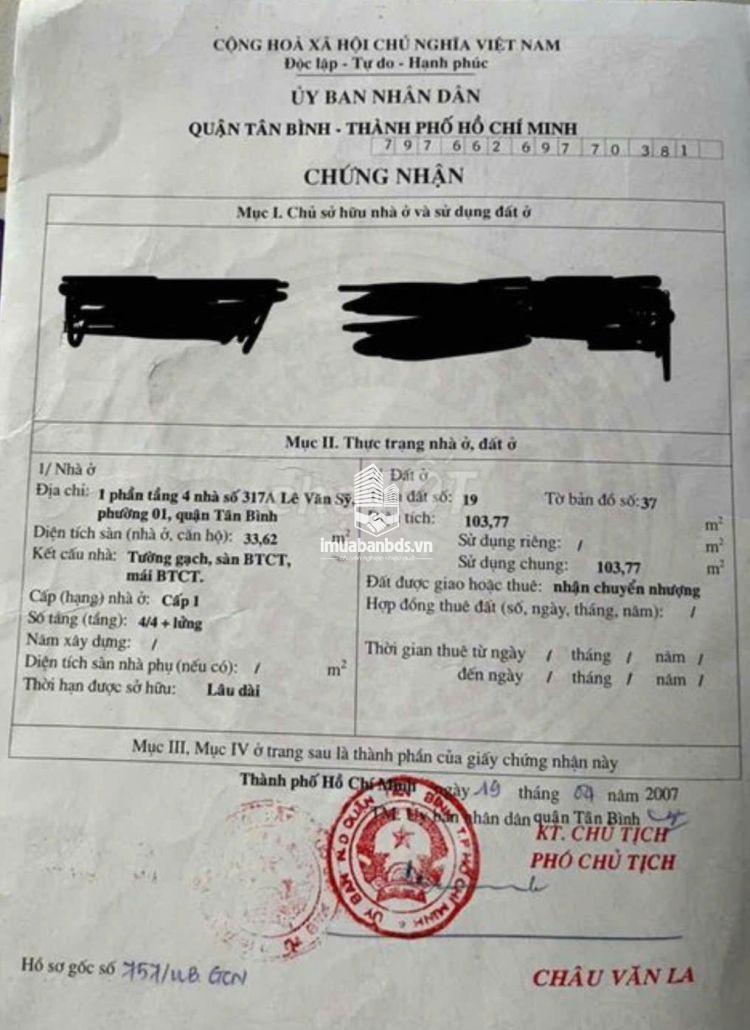 CỘNG HOÀ XÃ HỘI CHỦ NGHĨA VIỆT NAM
Độc lập - Tự do - Hạnh phúc
ỦY BAN NHÂN DÂN
QUẬN TÂN BÌNH - THÀNH PHỐ HỒ CHÍ MINH
7 9 7 6 6 2 6 9 7 7 0 3 8 1
CHỨNG NHẬN
Mục I. Chủ sở hữu nhà ở và sử dụng đất ở
Mục II. Thực trạng nhà ở, đất ở
1/ Nhà ở
Địa chỉ: 1 phần tầng 4 nhà số 317A Lê Văn Sỹ,
phường 01, quận Tân Bình
Diện tích sàn (nhà ở, căn hộ): 33,62 m²
Kết cấu nhà: Tường gạch, sàn BTCT,
mái BTCT.
Cấp (hạng) nhà ở: Cấp 1
Số tầng (tầng): 4/4 + lửng
Năm xây dựng: /
Diện tích sàn nhà phụ (nếu có): / m²
Thời hạn được sở hữu: Lâu dài
/ Đất ở
đất số: 19 Tờ bản đồ số: 37
tích: 103,77 m²
Sử dụng riêng: / m²
Sử dụng chung: 103,77 m²
Đất được giao hoặc thuê: nhận chuyển nhượng
Hợp đồng thuê đất (số, ngày, tháng, năm): /
Thời gian thuê từ ngày / tháng / năm /
đến ngày / tháng / năm /
imuabanbds.vn
Mục III, Mục IV ở trang sau là thành phần của giấy chứng nhận này
Thành phố Hồ Chí Minh ngày 19 tháng 04 năm 2007
TM. Ủy ban nhân dân quận Tân Bình
KT. CHỦ TỊCH
PHÓ CHỦ TỊCH
ỦY BAN N.D QUẬN TÂN BÌNH T.P HỒ CHÍ MINH
Hồ sơ gốc số 757/UB.GCN
CHÂU VĂN LA